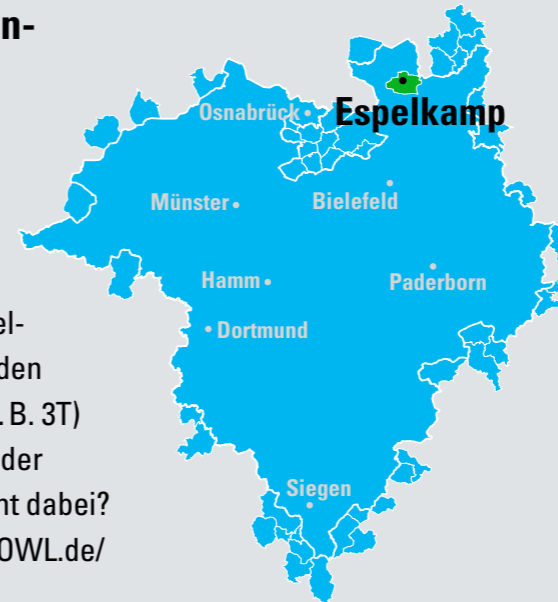 n-
Osnabrück
Espelkamp
Münster
Bielefeld
Hamm
Paderborn
Dortmund
el-
den
. B. 3T)
der
Siegen
nt dabei?
OWL.de/